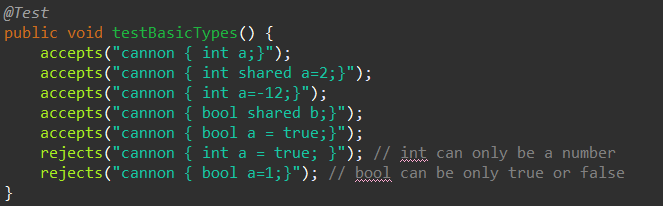 @Test
public void testBasicTypes() {
    accepts("cannon { int a;}");
    accepts("cannon { int shared a=2;}");
    accepts("cannon { int a=-12;}");
    accepts("cannon { bool shared b;}");
    accepts("cannon { bool a = true;}");
    rejects("cannon { int a = true; }"); // int can only be a number
    rejects("cannon { bool a=1;}"); // bool can be only true or false
}